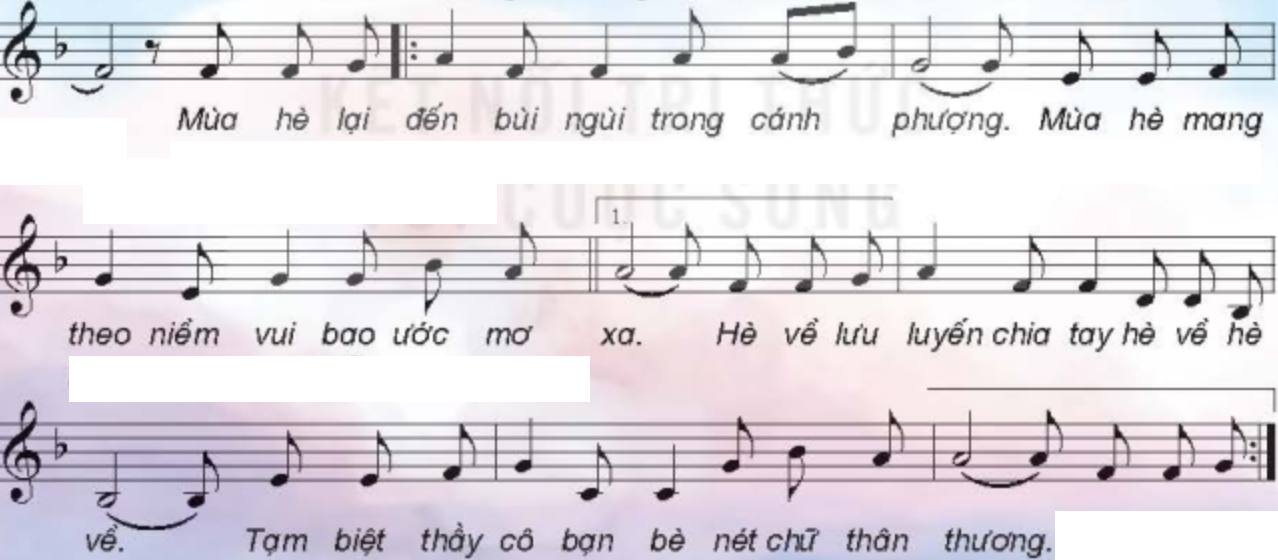 Mùa hè lại đến bùi ngùi trong cánh phượng. Mùa hè mang
1.
theo niềm vui bao ước mơ xa. Hè về lưu luyến chia tay hè về hè
về. Tạm biệt thầy cô bạn bè nét chữ thân thương.